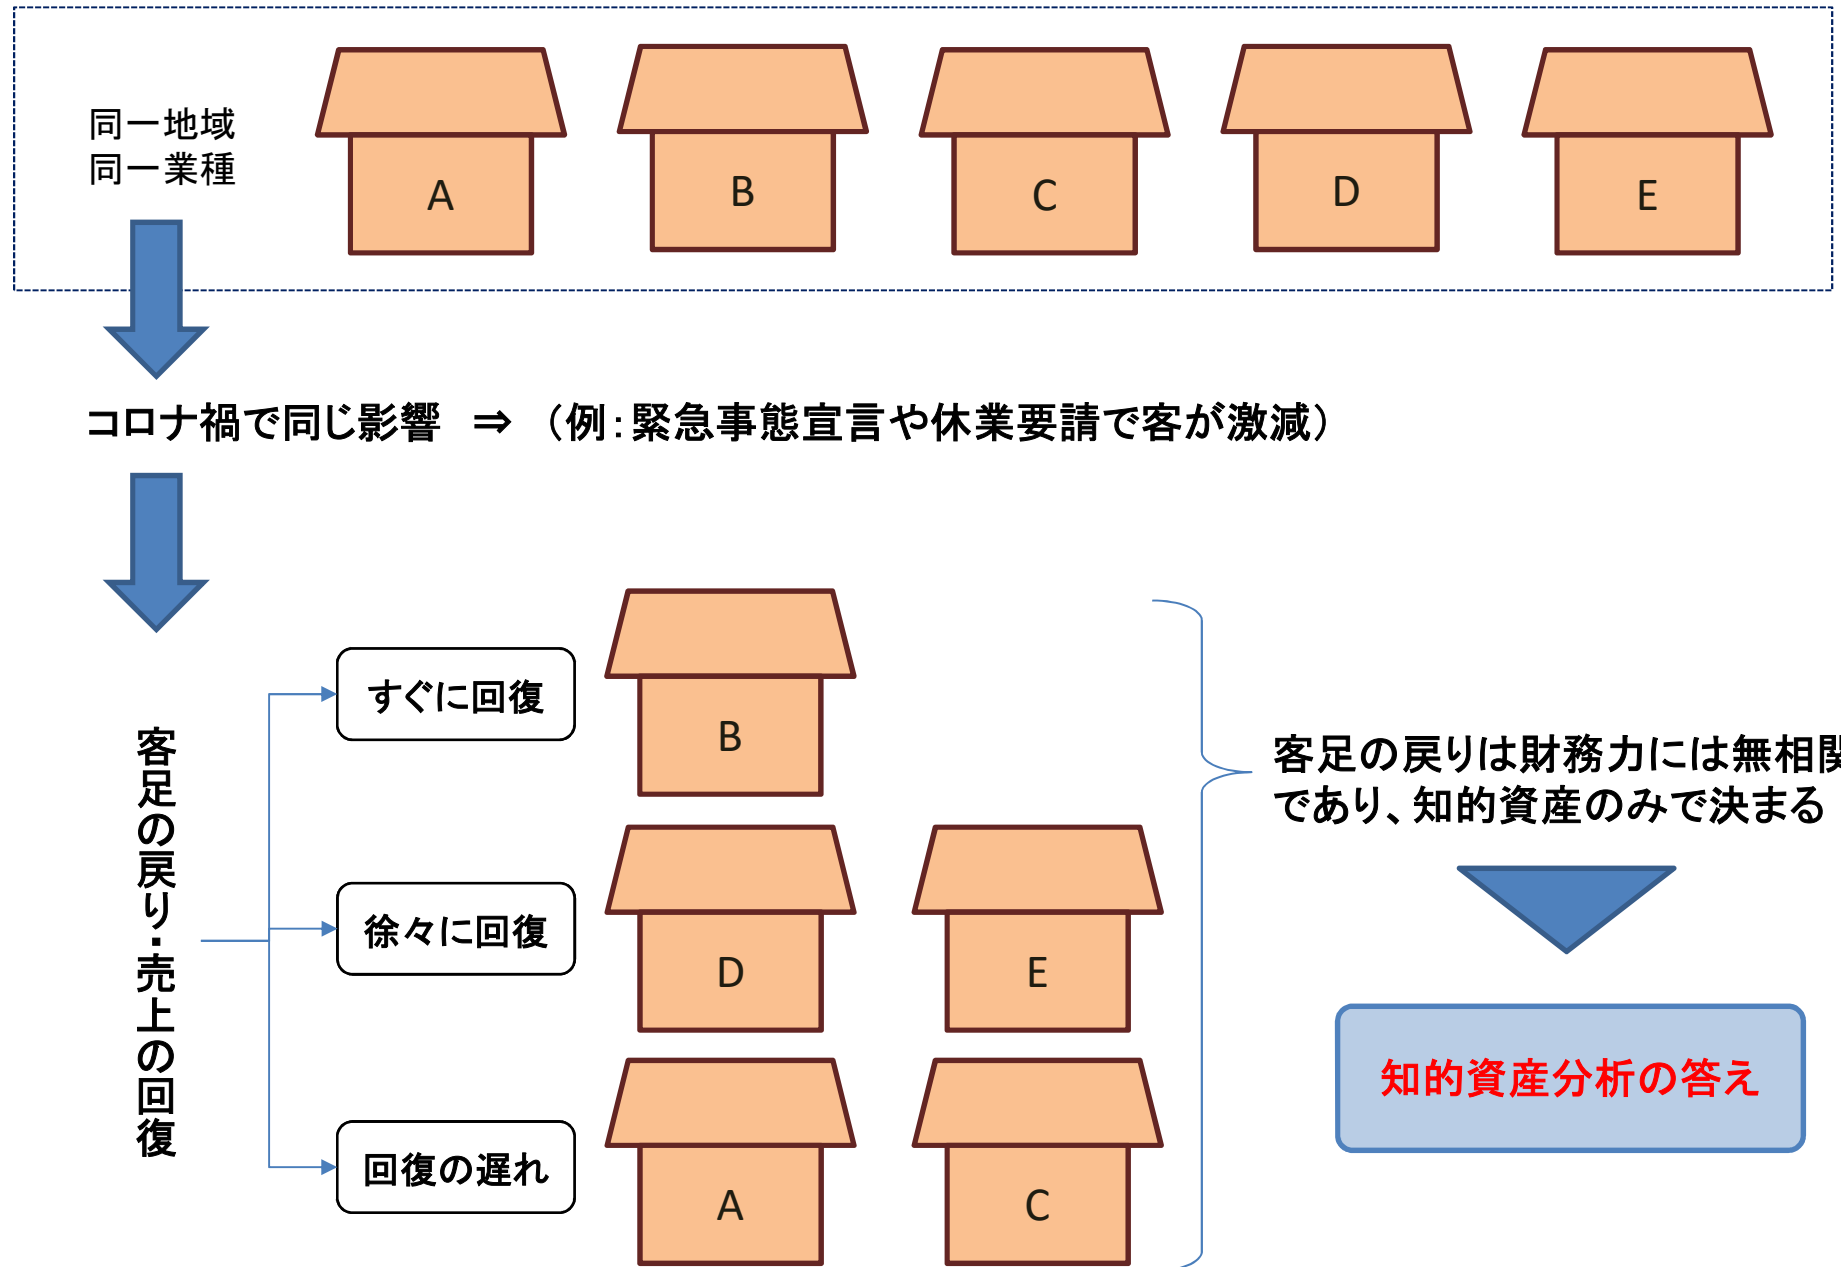 同一地域
同一業種
A
B
C
D
E
コロナ禍で同じ影響 ⇒ （例：緊急事態宣言や休業要請で客が激減）
客足の戻り・売上の回復
すぐに回復
B
徐々に回復
D
E
回復の遅れ
A
C
客足の戻りは財務力には無相関
であり、知的資産のみで決まる
知的資産分析の答え